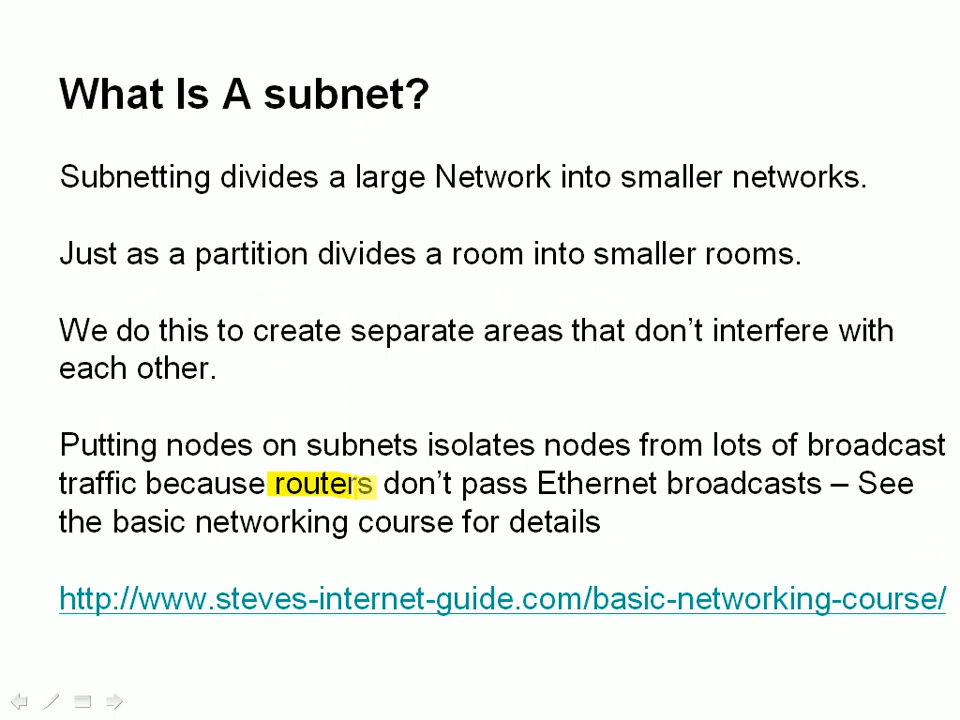 What Is A subnet?
Subnetting divides a large Network into smaller networks.
Just as a partition divides a room into smaller rooms.
We do this to create separate areas that don’t interfere with
each other.
Putting nodes on subnets isolates nodes from lots of broadcast
traffic because routers don’t pass Ethernet broadcasts – See
the basic networking course for details
http://www.steves-internet-guide.com/basic-networking-course/